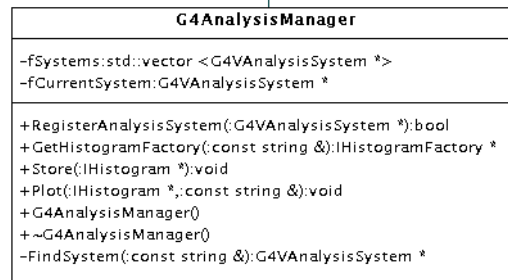 G4AnalysisManager
-fSystems:std::vector <G4VAnalysisSystem *>
-fCurrentSystem:G4VAnalysisSystem *
+RegisterAnalysisSystem(:G4VAnalysisSystem *):bool
+GetHistogramFactory(:const string &):IHistogramFactory *
+Store(:IHistogram *):void
+Plot(:IHistogram *,:const string &):void
+G4AnalysisManager()
+~G4AnalysisManager()
-FindSystem(:const string &):G4VAnalysisSystem *